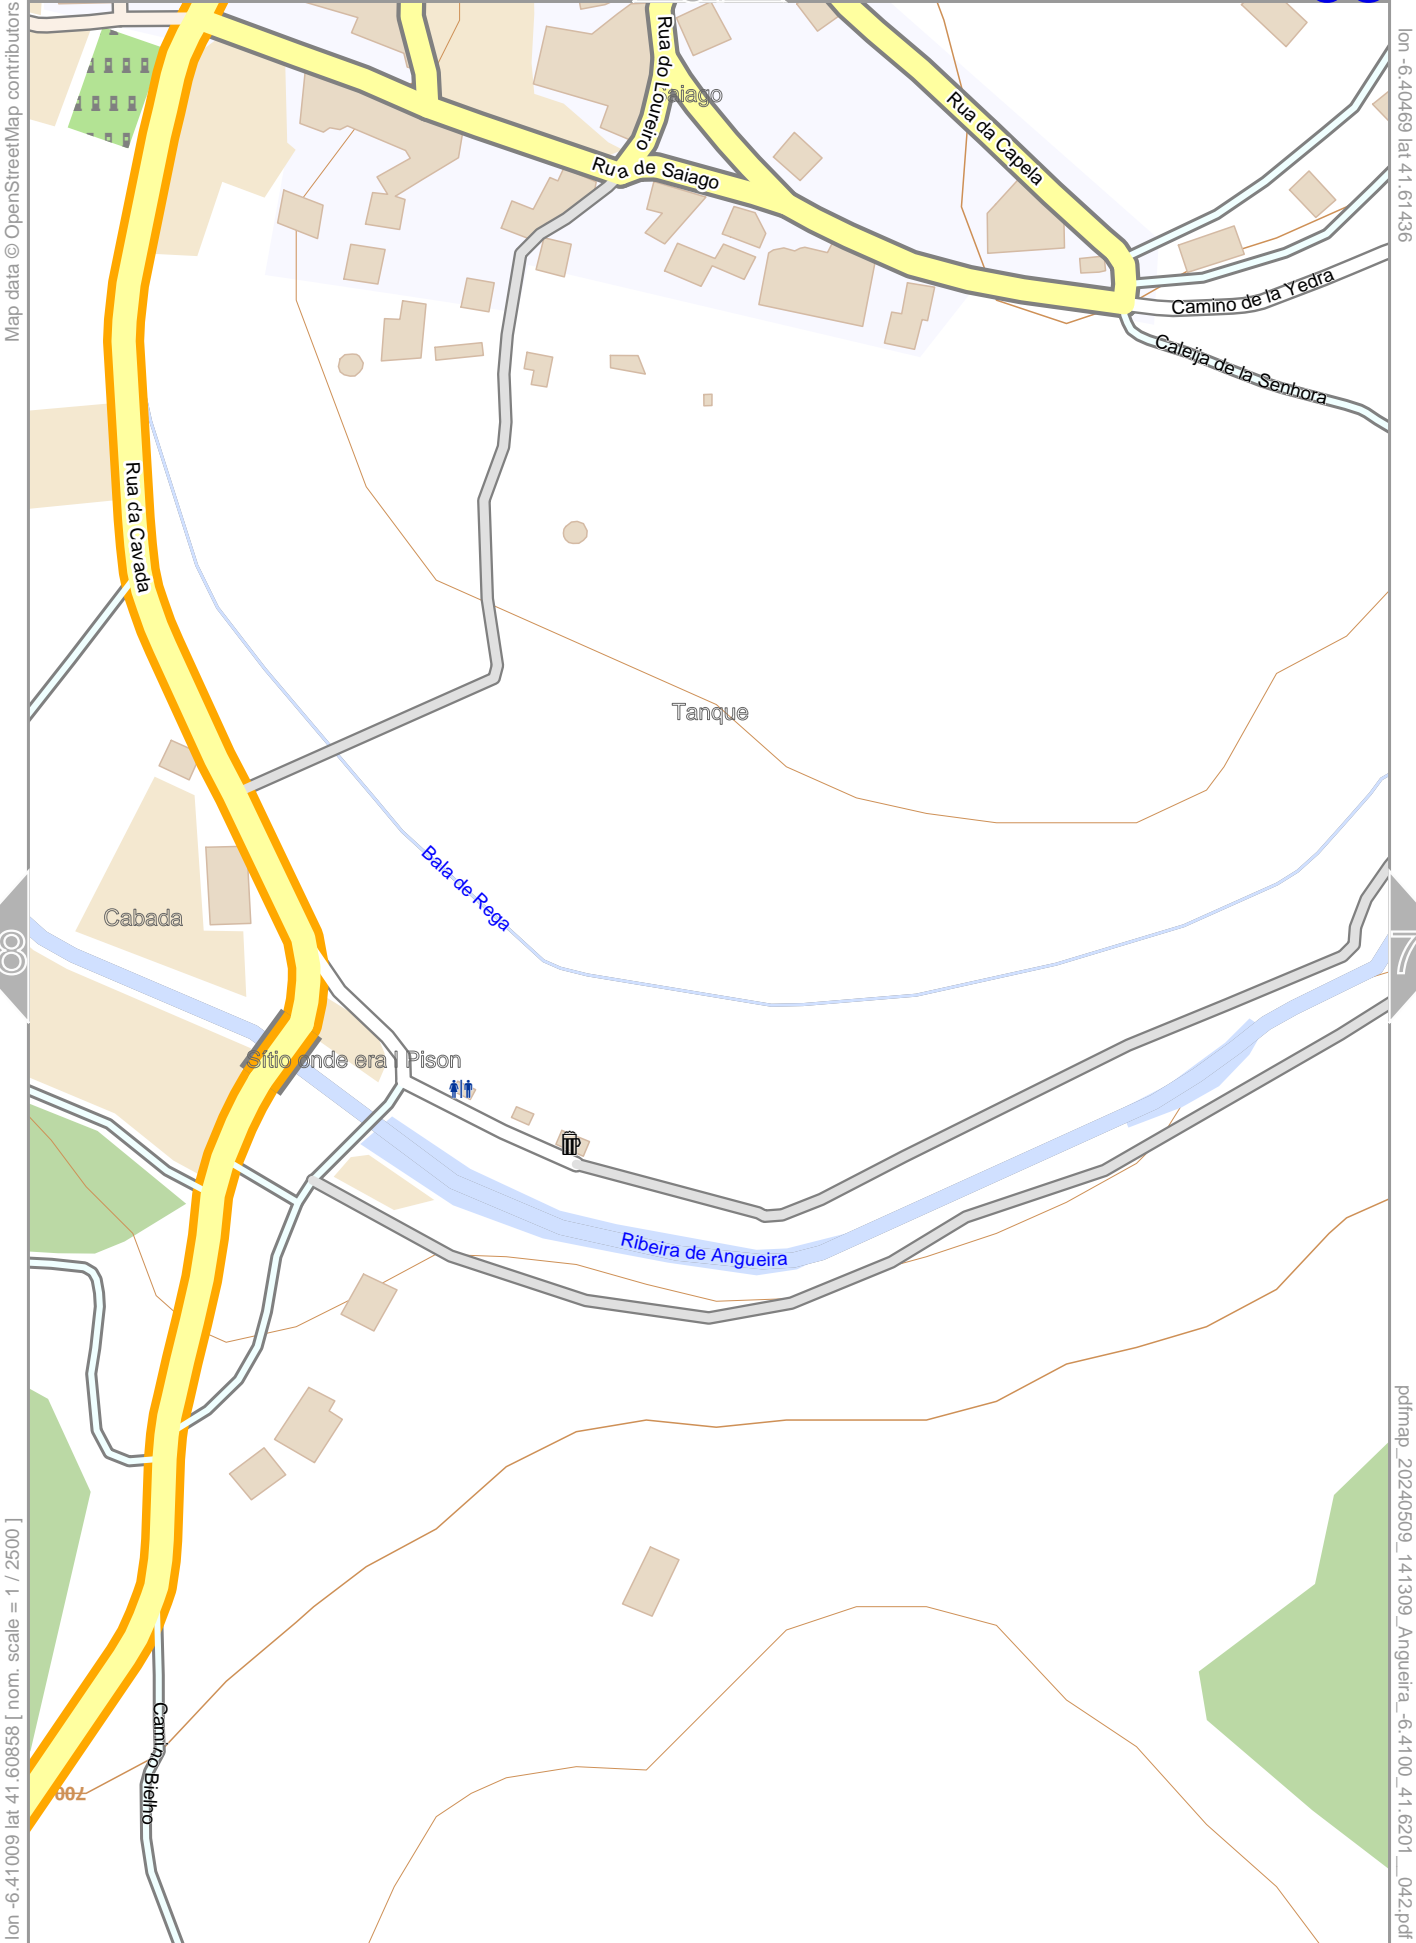 Map data © OpenStreetMap contributors
lon -6.40469 lat 41.61436
Rua do Loureiro
Saiago
Rua da Capela
Rua de Saiago
Camino de la Yedra
Caleija de la Senhora
Rua da Cavada
Tanque
Bala de Rega
Cabada
8
7
Sítio onde era l Pison
Ribeira de Angueira
Camino Bielho
700
lon -6.41009 lat 41.60858 [ nom. scale = 1 / 2500 ]
pdfmap_20240509_141309_Angueira_-6.4100_41.6201__042.pdf